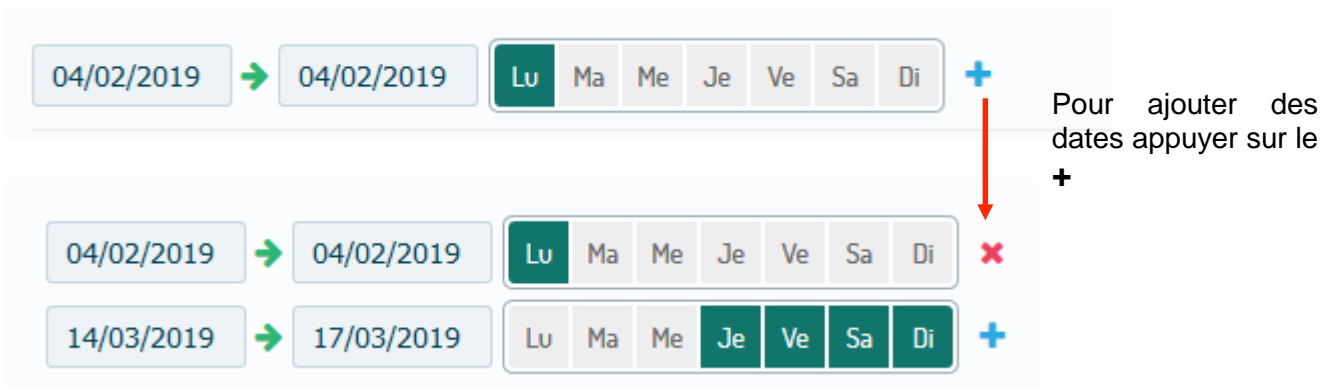 04/02/2019 04/02/2019 Lu Ma Me Je Ve Sa Di +
Pour ajouter des
dates appuyer sur le
+
04/02/2019 04/02/2019 Lu Ma Me Je Ve Sa Di
14/03/2019 17/03/2019 Lu Ma Me Je Ve Sa Di +